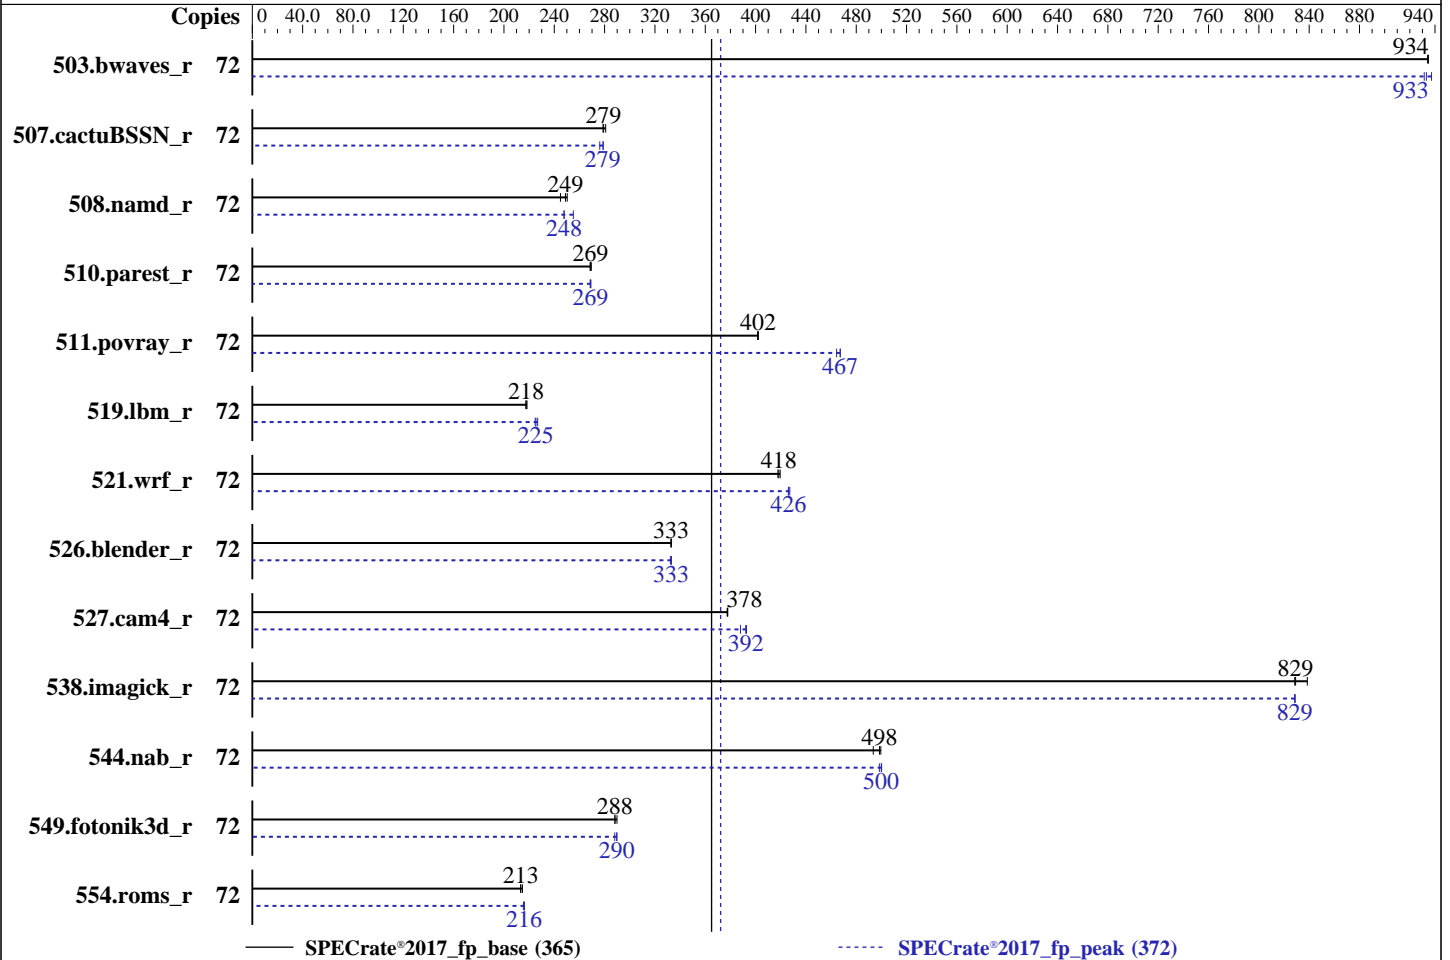 Copies 0 40.0 80.0 120 160 200 240 280 320 360 400 440 480 520 560 600 640 680 720 760 800 840 880 940
503.bwaves_r 72 934
933
507.cactuBSSN_r 72 279
279
508.namd_r 72 249
248
510.parest_r 72 269
269
511.povray_r 72 402
467
519.lbm_r 72 218
225
521.wrf_r 72 418
426
526.blender_r 72 333
333
527.cam4_r 72 378
392
538.imagick_r 72 829
829
544.nab_r 72 498
500
549.fotonik3d_r 72 288
290
554.roms_r 72 213
216
SPECrate®2017_fp_base (365) SPECrate®2017_fp_peak (372)